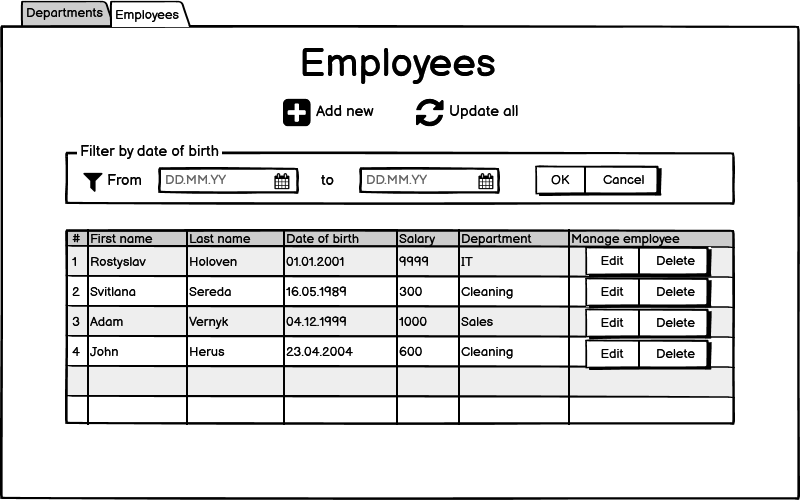 Departments Employees
Employees
Add new Update all
Filter by date of birth
From DD.MM.YY to DD.MM.YY OK Cancel
# First name Last name Date of birth Salary Department Manage employee
1 Rostyslav Holoven 01.01.2001 9999 IT Edit Delete
2 Svitlana Sereda 16.05.1989 300 Cleaning Edit Delete
3 Adam Vernyk 04.12.1999 1000 Sales Edit Delete
4 John Herus 23.04.2004 600 Cleaning Edit Delete